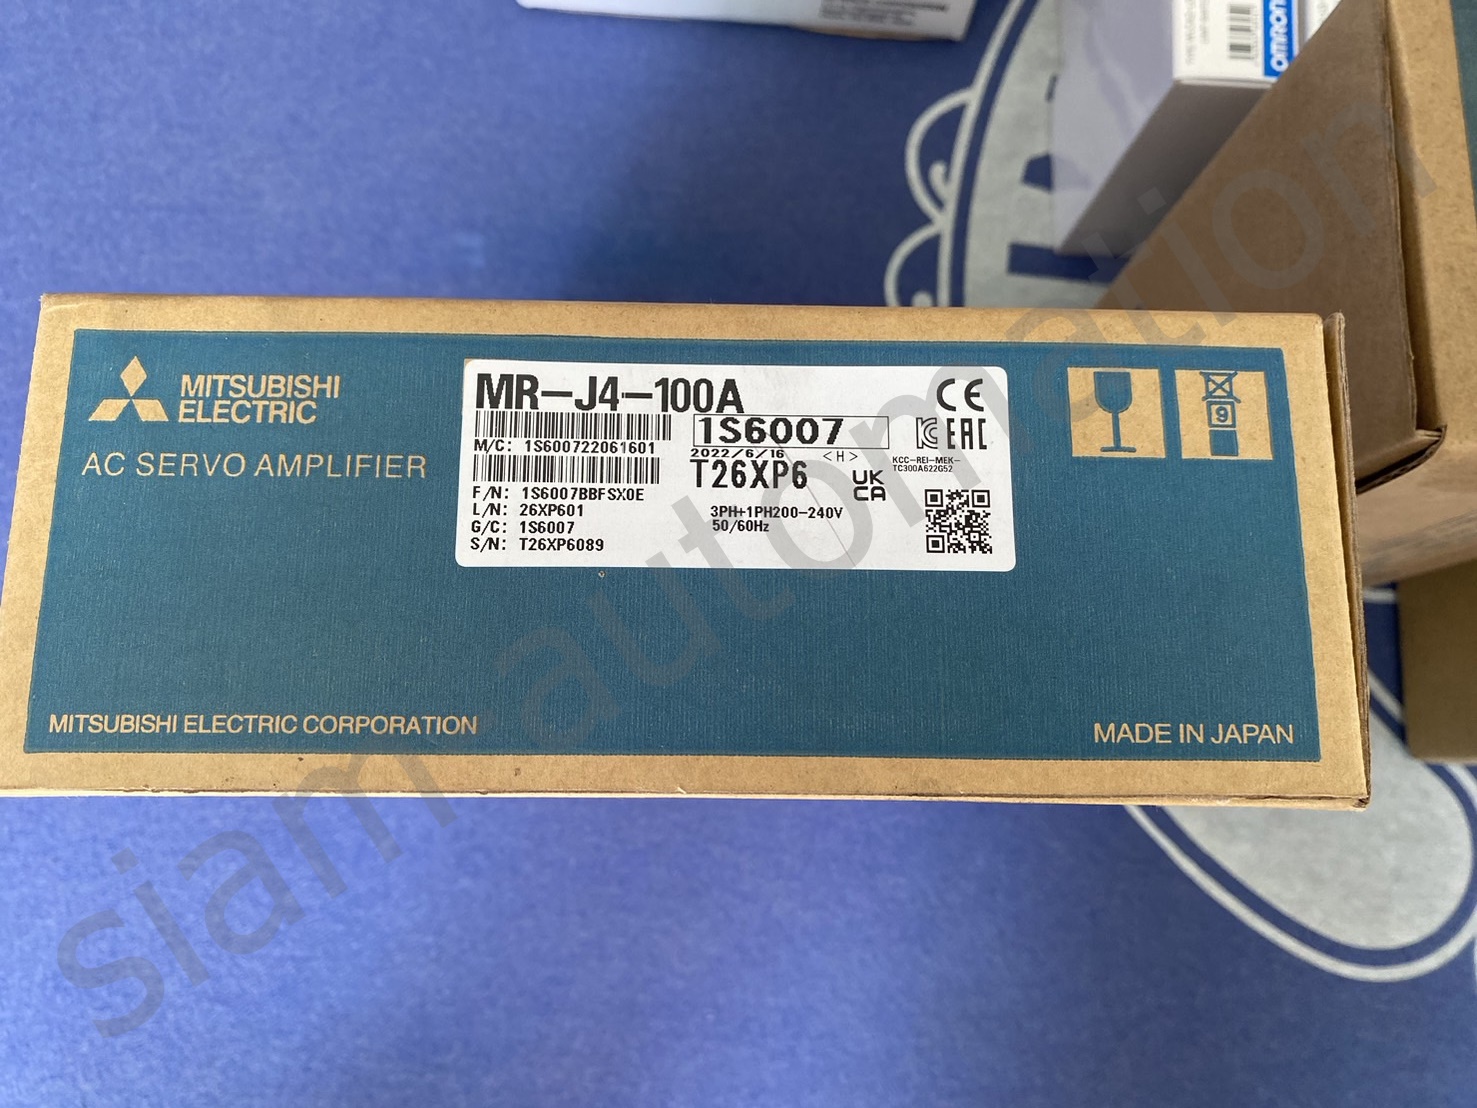 OMRON
MITSUBISHI
ELECTRIC
AC SERVO AMPLIFIER
MR-J4-100A
M/C: 1S600722061601
F/N: 1S6007BBFSX0E
L/N: 26XP601
G/C: 1S6007
S/N: T26XP6089
1S6007
2022/6/16 <H>
T26XP6
3PH+1PH200-240V
50/60Hz
CE
EAC
KCC-REI-MEK-
TC300A622G52
UK
CA
9
MITSUBISHI ELECTRIC CORPORATION
MADE IN JAPAN
siam automation